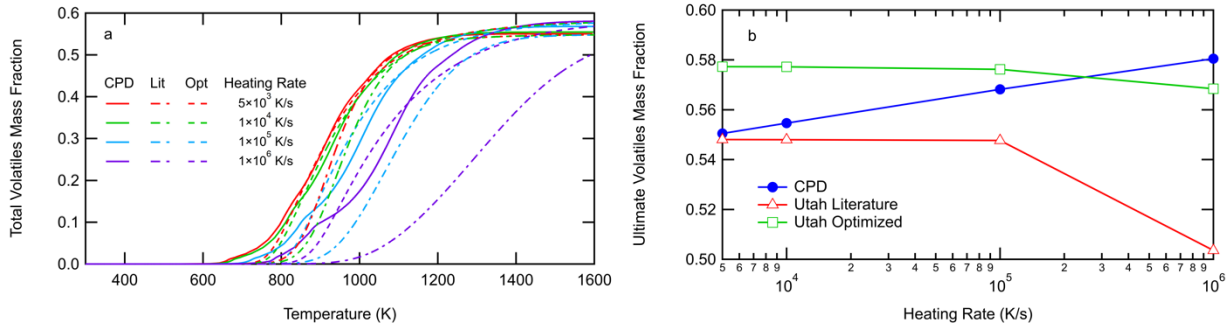 Total Volatiles Mass Fraction
0.6
0.5
0.4
0.3
0.2
0.1
0.0
a
CPD Lit Opt Heating Rate
5×10³ K/s
1×10⁴ K/s
1×10⁵ K/s
1×10⁶ K/s
400 600 800 1000 1200 1400 1600
Temperature (K)
Ultimate Volatiles Mass Fraction
0.60
0.58
0.56
0.54
0.52
0.50
b
CPD
Utah Literature
Utah Optimized
5 6 7 8 9 2 3 4 5 6 7 8 9 2 3 4 5 6 7 8 9
10⁴ 10⁵ 10⁶
Heating Rate (K/s)